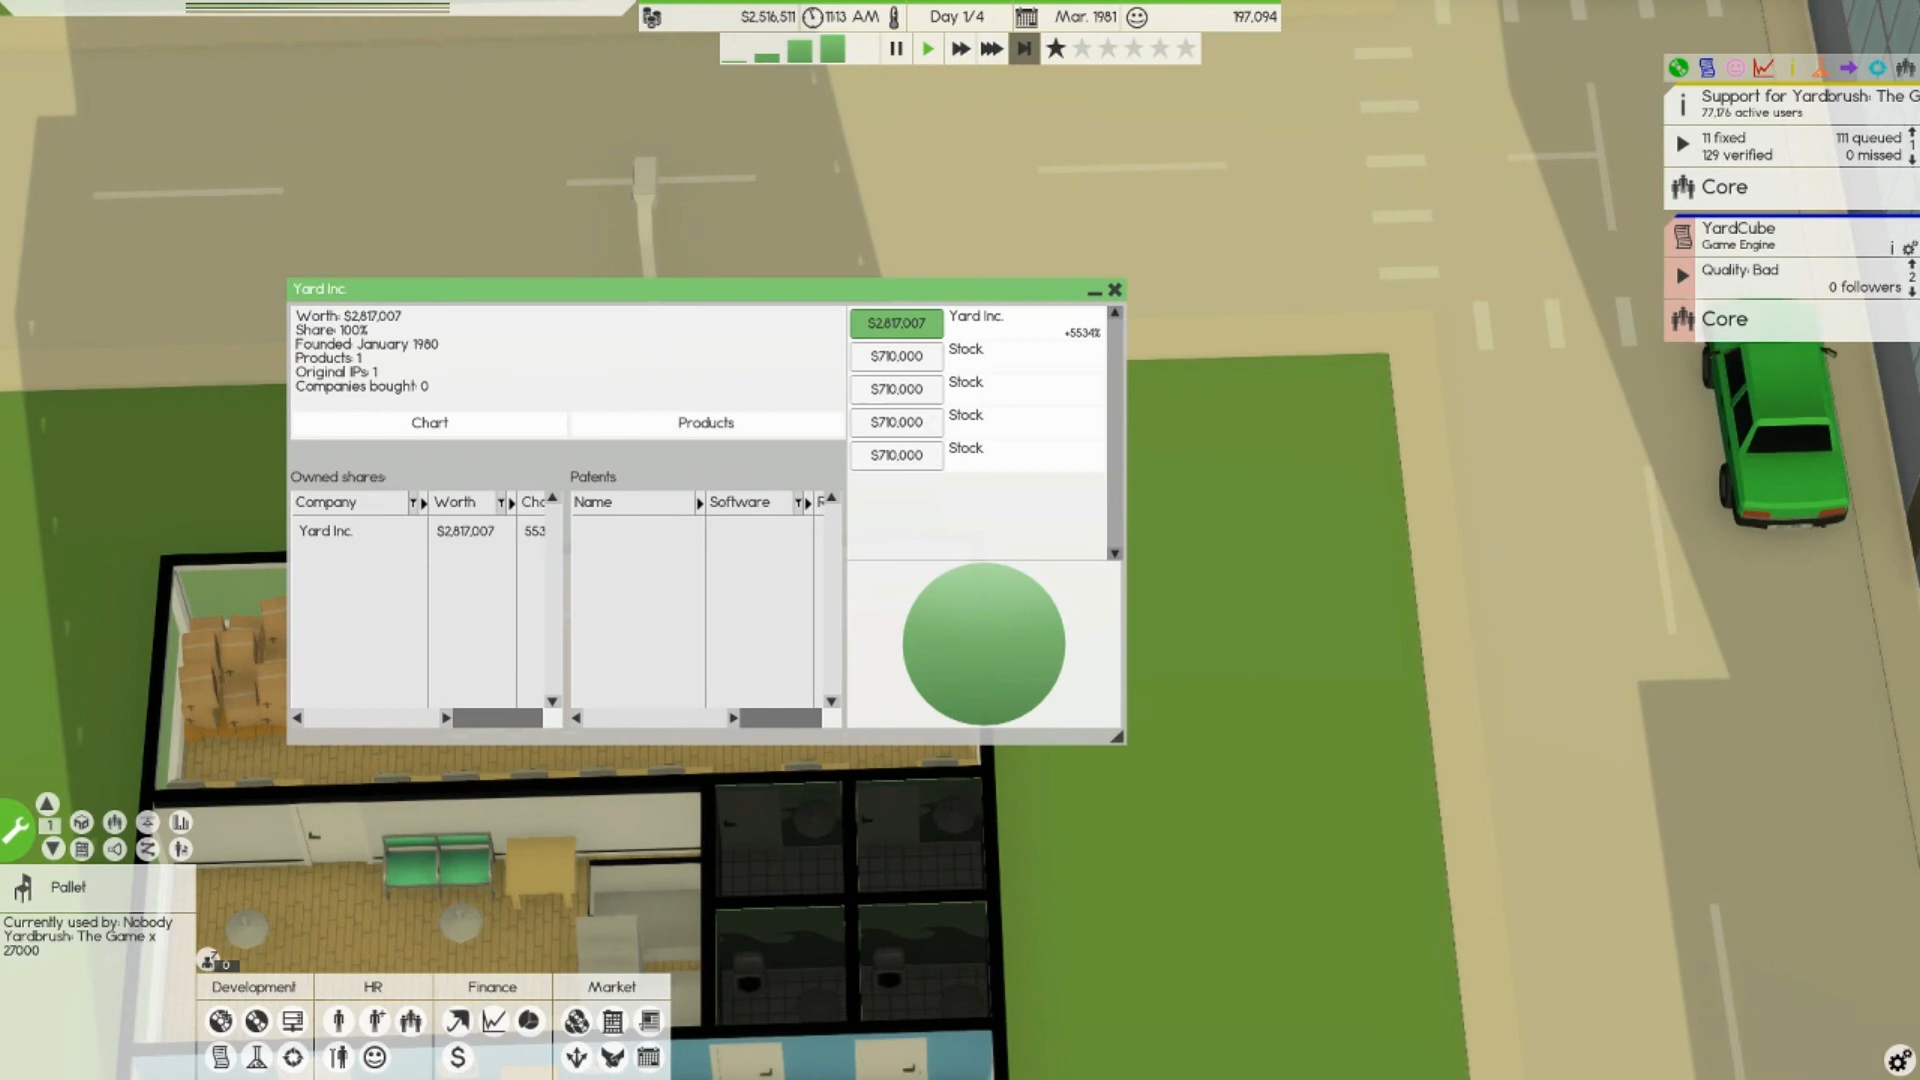 $2,516,511 11:13 AM Day 1/4 Mar. 1981 197,094
Support for Yardbrush: The G
77,176 active users
11 fixed 111 queued
129 verified 0 missed
1
Core
YardCube
Game Engine
Quality: Bad
0 followers
2
Core
Yard Inc.
Worth: $2,817,007
Share: 100%
Founded: January 1980
Products: 1
Original IPs: 1
Companies bought: 0
Chart Products
$2,817,007 Yard Inc.
+5534%
$710,000 Stock
$710,000 Stock
$710,000 Stock
$710,000 Stock
Owned shares: Patents
Company Worth Cha Name Software R
Yard Inc. $2,817,007 553
1
Pallet
Currently used by: Nobody
Yardbrush: The Game x
27000
0
Development HR Finance Market